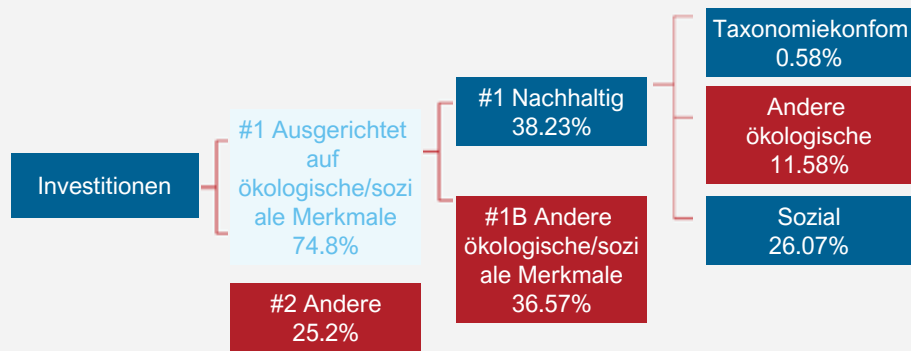 Investitionen
#1 Ausgerichtet
auf
ökologische/sozi
ale Merkmale
74.8%
#2 Andere
25.2%
#1 Nachhaltig
38.23%
#1B Andere
ökologische/sozi
ale Merkmale
36.57%
Taxonomiekonfom
0.58%
Andere
ökologische
11.58%
Sozial
26.07%